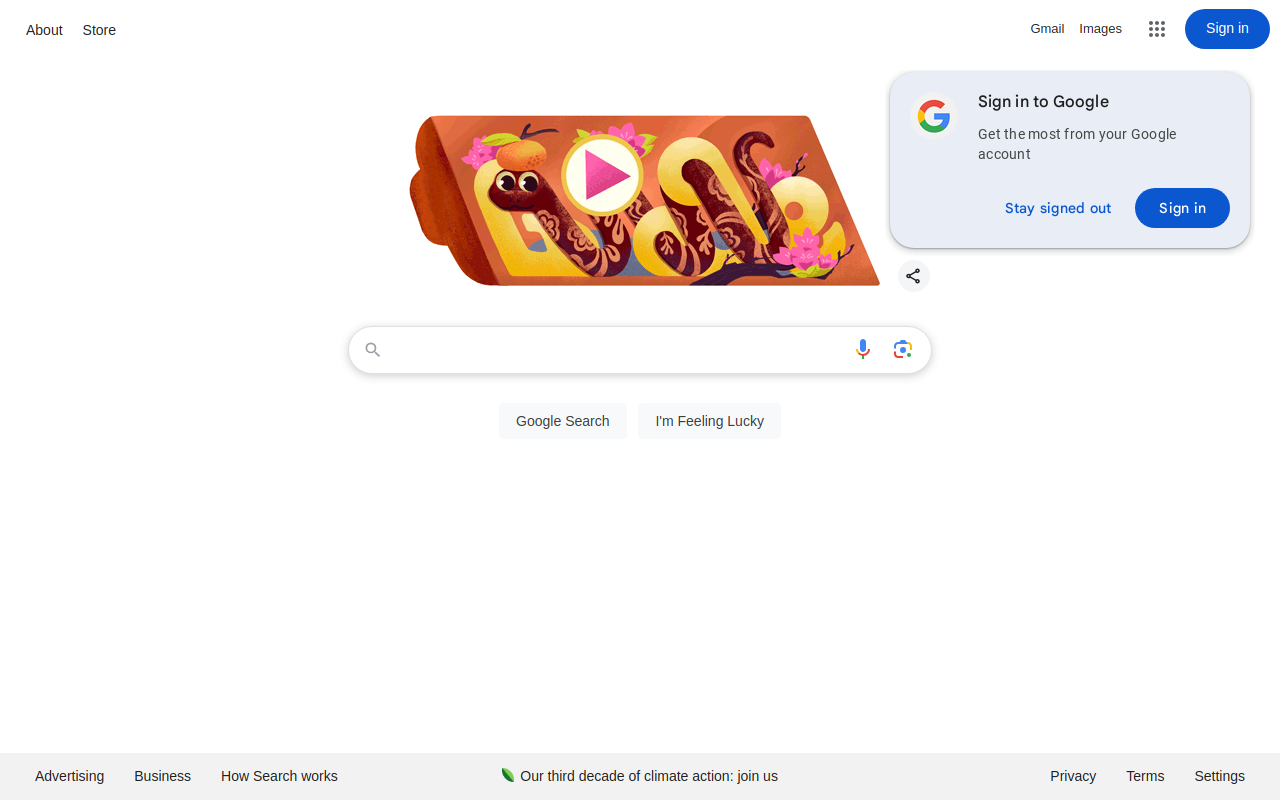 About Store
Gmail Images Sign in
Sign in to Google
Get the most from your Google
account
Stay signed out Sign in
Google Search I'm Feeling Lucky
Advertising Business How Search works Our third decade of climate action: join us Privacy Terms Settings